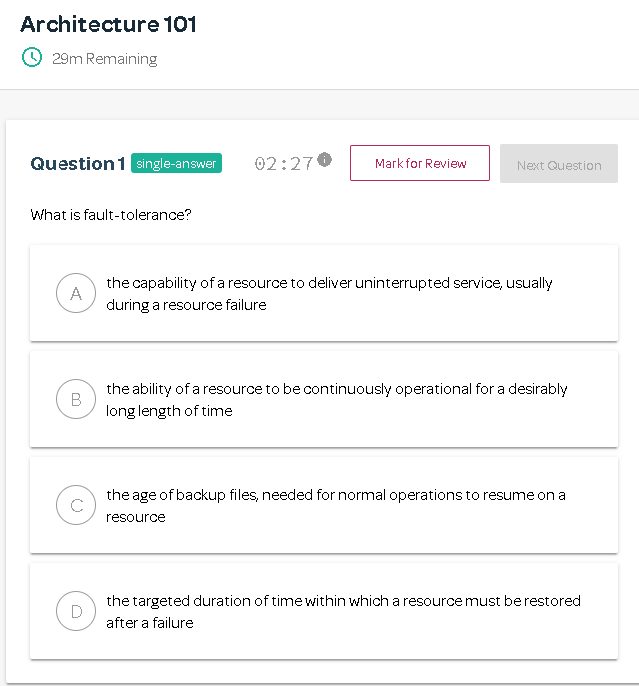 Architecture 101
29m Remaining
Question 1 single-answer 02:27 i Mark for Review Next Question
What is fault-tolerance?
A the capability of a resource to deliver uninterrupted service, usually
during a resource failure
B the ability of a resource to be continuously operational for a desirably
long length of time
C the age of backup files, needed for normal operations to resume on a
resource
D the targeted duration of time within which a resource must be restored
after a failure